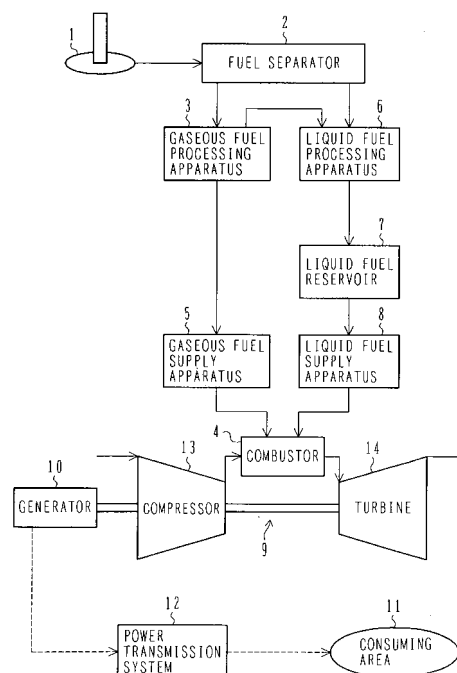 1
2
FUEL SEPARATOR
3
GASEOUS FUEL
PROCESSING
APPARATUS
6
LIQUID FUEL
PROCESSING
APPARATUS
7
LIQUID FUEL
RESERVOIR
5
GASEOUS FUEL
SUPPLY
APPARATUS
8
LIQUID FUEL
SUPPLY
APPARATUS
4
COMBUSTOR
13
COMPRESSOR
14
TURBINE
10
GENERATOR
9
12
POWER
TRANSMISSION
SYSTEM
11
CONSUMING
AREA